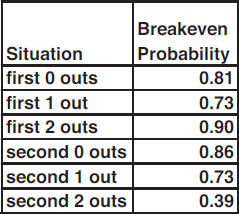 Situation Breakeven Probability
first 0 outs 0.81
first 1 out 0.73
first 2 outs 0.90
second 0 outs 0.86
second 1 out 0.73
second 2 outs 0.39